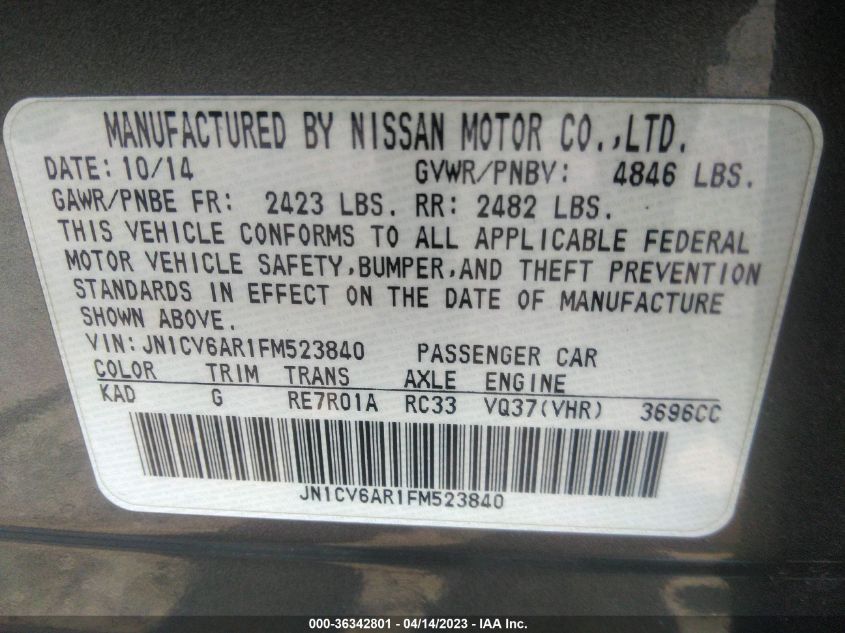 MANUFACTURED BY NISSAN MOTOR CO.,LTD.
DATE: 10/14 GVWR/PNBV: 4846 LBS.
GAWR/PNBE FR: 2423 LBS. RR: 2482 LBS.
THIS VEHICLE CONFORMS TO ALL APPLICABLE FEDERAL
MOTOR VEHICLE SAFETY,BUMPER,AND THEFT PREVENTION
STANDARDS IN EFFECT ON THE DATE OF MANUFACTURE
SHOWN ABOVE.
VIN: JN1CV6AR1FM523840 PASSENGER CAR
COLOR TRIM TRANS AXLE ENGINE
KAD G RE7R01A RC33 VQ37(VHR) 3696CC
JN1CV6AR1FM523840
000-36342801 - 04/14/2023 - IAA Inc.